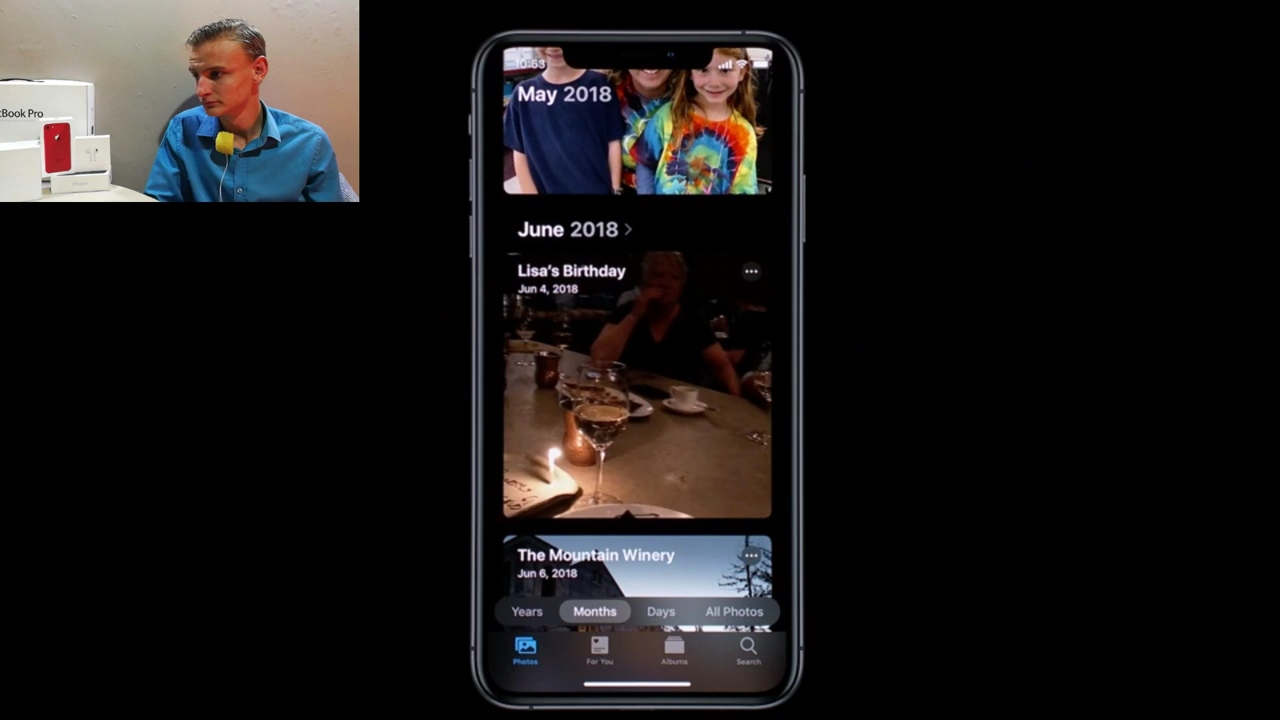 Book Pro
10:53
May 2018
June 2018
Lisa's Birthday
Jun 4, 2018
The Mountain Winery
Jun 6, 2018
Years
Months
Days
All Photos
Photos
For You
Albums
Search